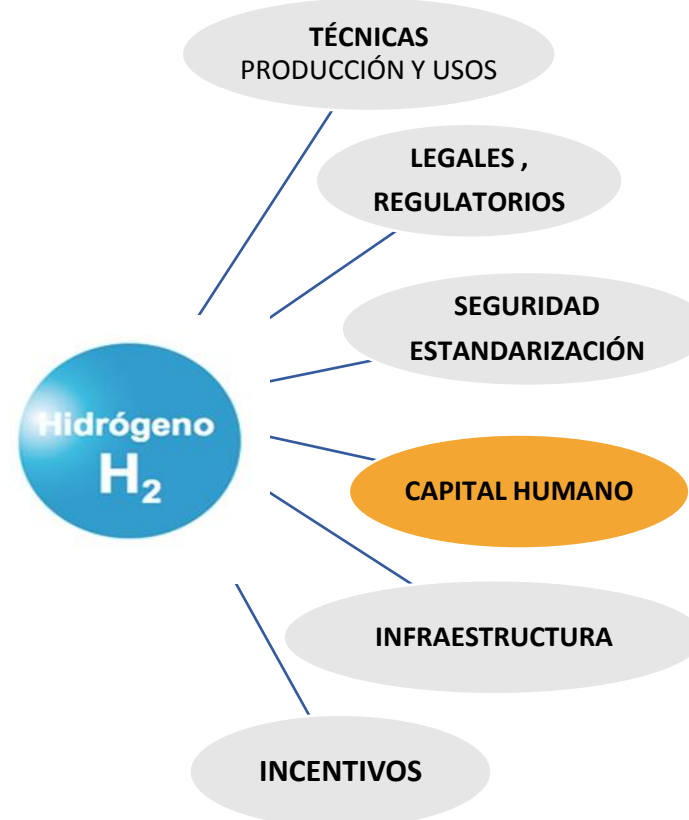 TÉCNICAS
PRODUCCIÓN Y USOS
LEGALES ,
REGULATORIOS
SEGURIDAD
ESTANDARIZACIÓN
Hidrógeno
H₂
CAPITAL HUMANO
INFRAESTRUCTURA
INCENTIVOS